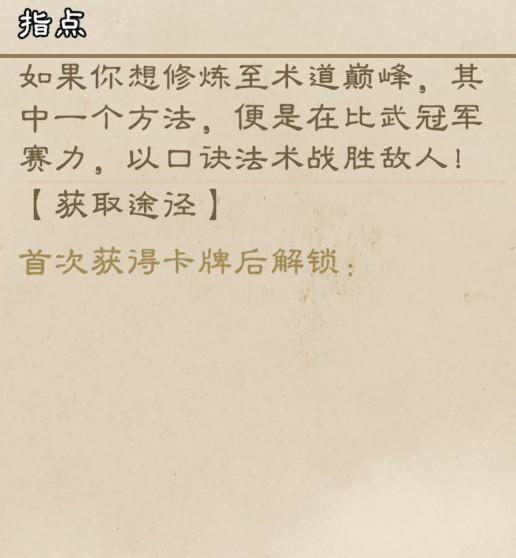 指点
如果你想修炼至术道巅峰，其
中一个方法，便是在比武冠军
赛力，以口诀法术战胜敌人！
【获取途径】
首次获得卡牌后解锁：